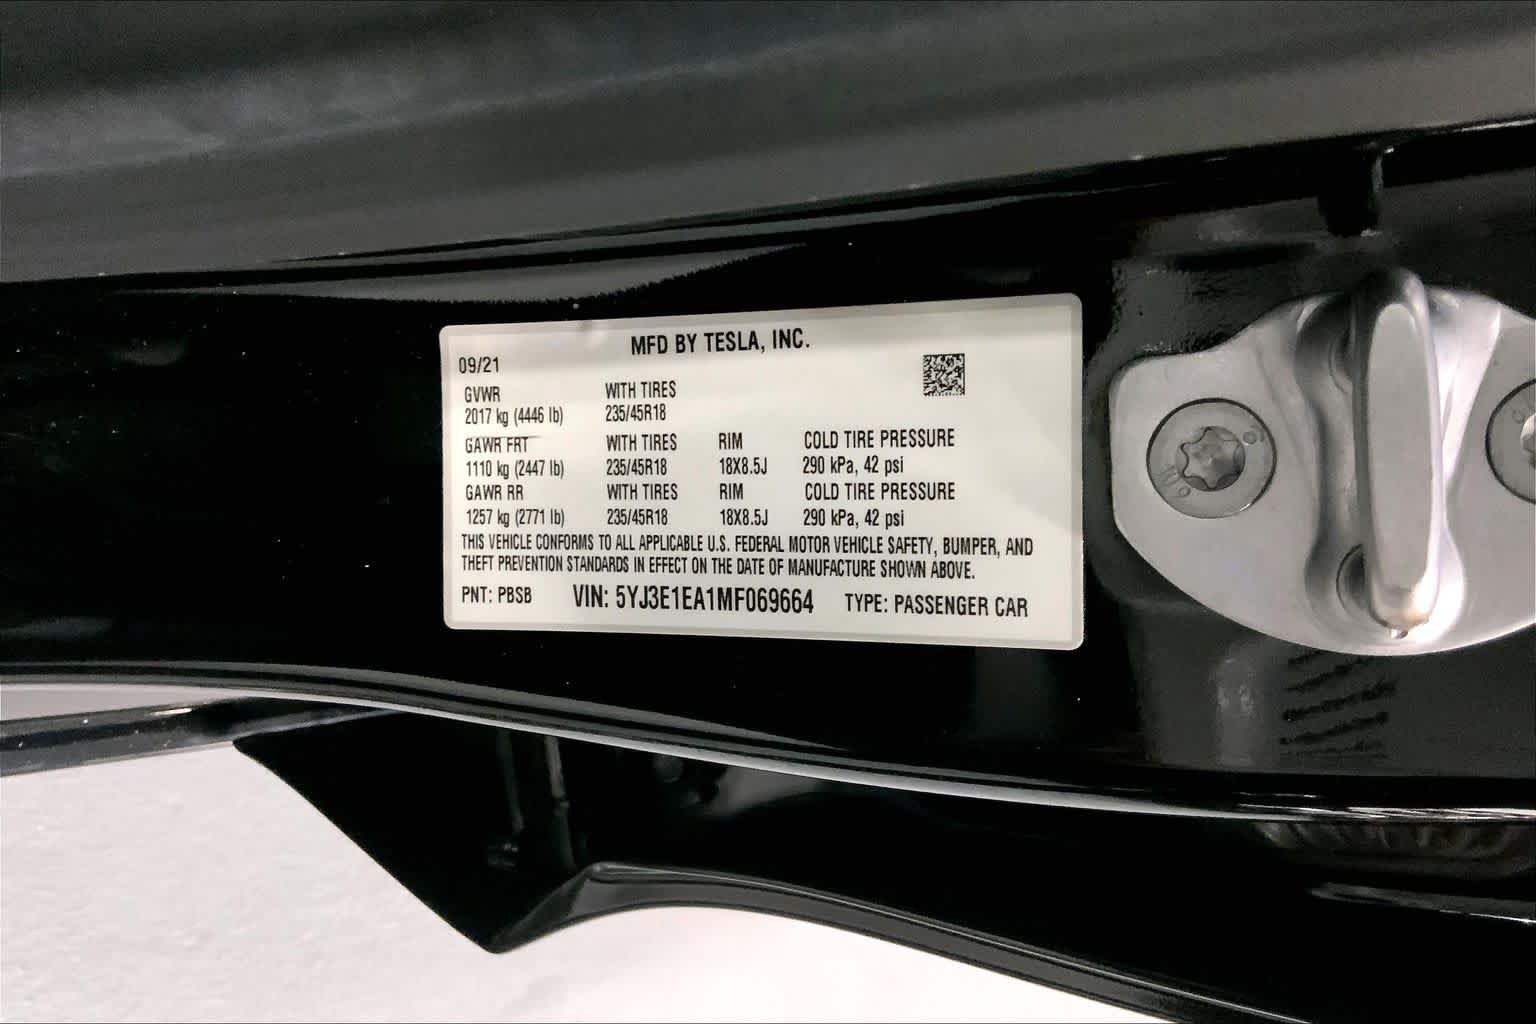 MFD BY TESLA, INC.
09/21
GVWR WITH TIRES
2017 kg (4446 lb) 235/45R18
GAWR FRT WITH TIRES RIM COLD TIRE PRESSURE
1110 kg (2447 lb) 235/45R18 18X8.5J 290 kPa, 42 psi
GAWR RR WITH TIRES RIM COLD TIRE PRESSURE
1257 kg (2771 lb) 235/45R18 18X8.5J 290 kPa, 42 psi
THIS VEHICLE CONFORMS TO ALL APPLICABLE U.S. FEDERAL MOTOR VEHICLE SAFETY, BUMPER, AND
THEFT PREVENTION STANDARDS IN EFFECT ON THE DATE OF MANUFACTURE SHOWN ABOVE.
PNT: PBSB VIN: 5YJ3E1EA1MF069664 TYPE: PASSENGER CAR